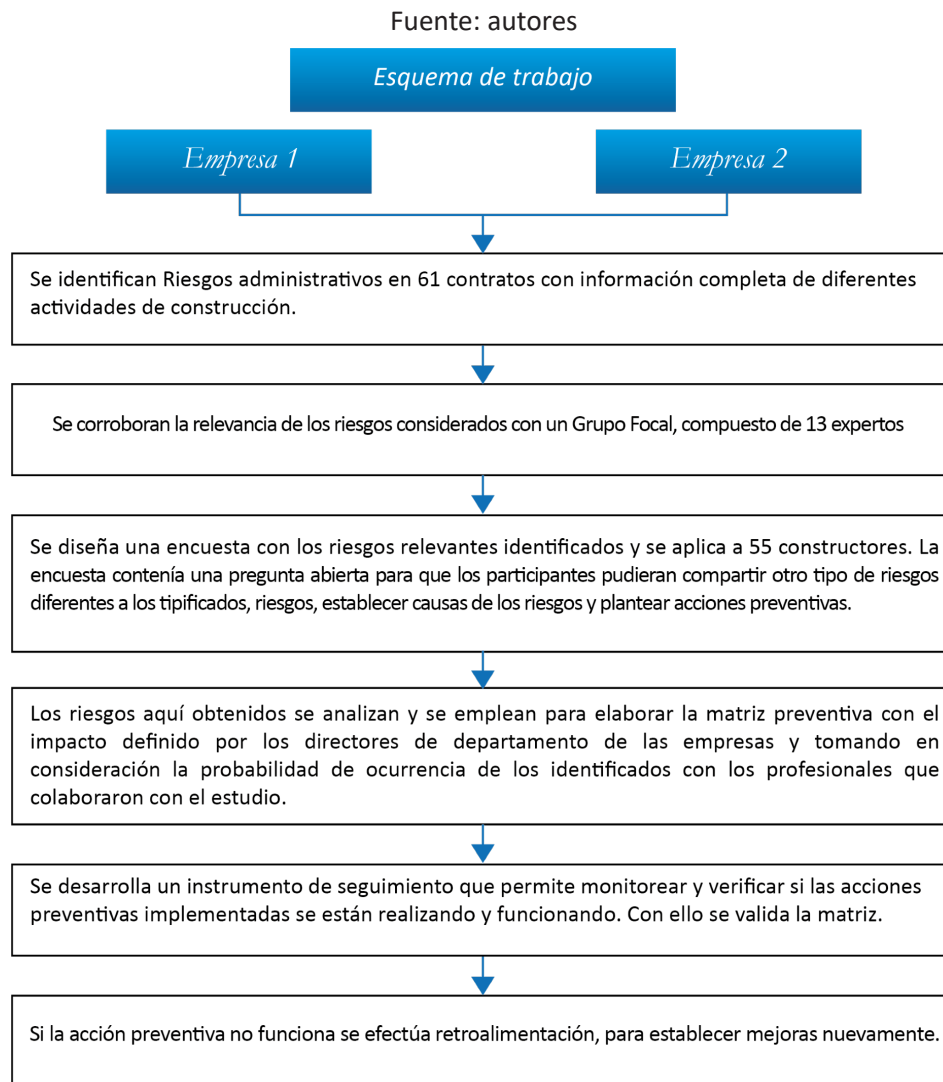 Fuente: autores
Esquema de trabajo
Empresa 1
Empresa 2
Se identifican Riesgos administrativos en 61 contratos con información completa de diferentes
actividades de construcción.
Se corroboran la relevancia de los riesgos considerados con un Grupo Focal, compuesto de 13 expertos
Se diseña una encuesta con los riesgos relevantes identificados y se aplica a 55 constructores. La
encuesta contenía una pregunta abierta para que los participantes pudieran compartir otro tipo de riesgos
diferentes a los tipificados, riesgos, establecer causas de los riesgos y plantear acciones preventivas.
Los riesgos aquí obtenidos se analizan y se emplean para elaborar la matriz preventiva con el
impacto definido por los directores de departamento de las empresas y tomando en
consideración la probabilidad de ocurrencia de los identificados con los profesionales que
colaboraron con el estudio.
Se desarrolla un instrumento de seguimiento que permite monitorear y verificar si las acciones
preventivas implementadas se están realizando y funcionando. Con ello se valida la matriz.
Si la acción preventiva no funciona se efectúa retroalimentación, para establecer mejoras nuevamente.